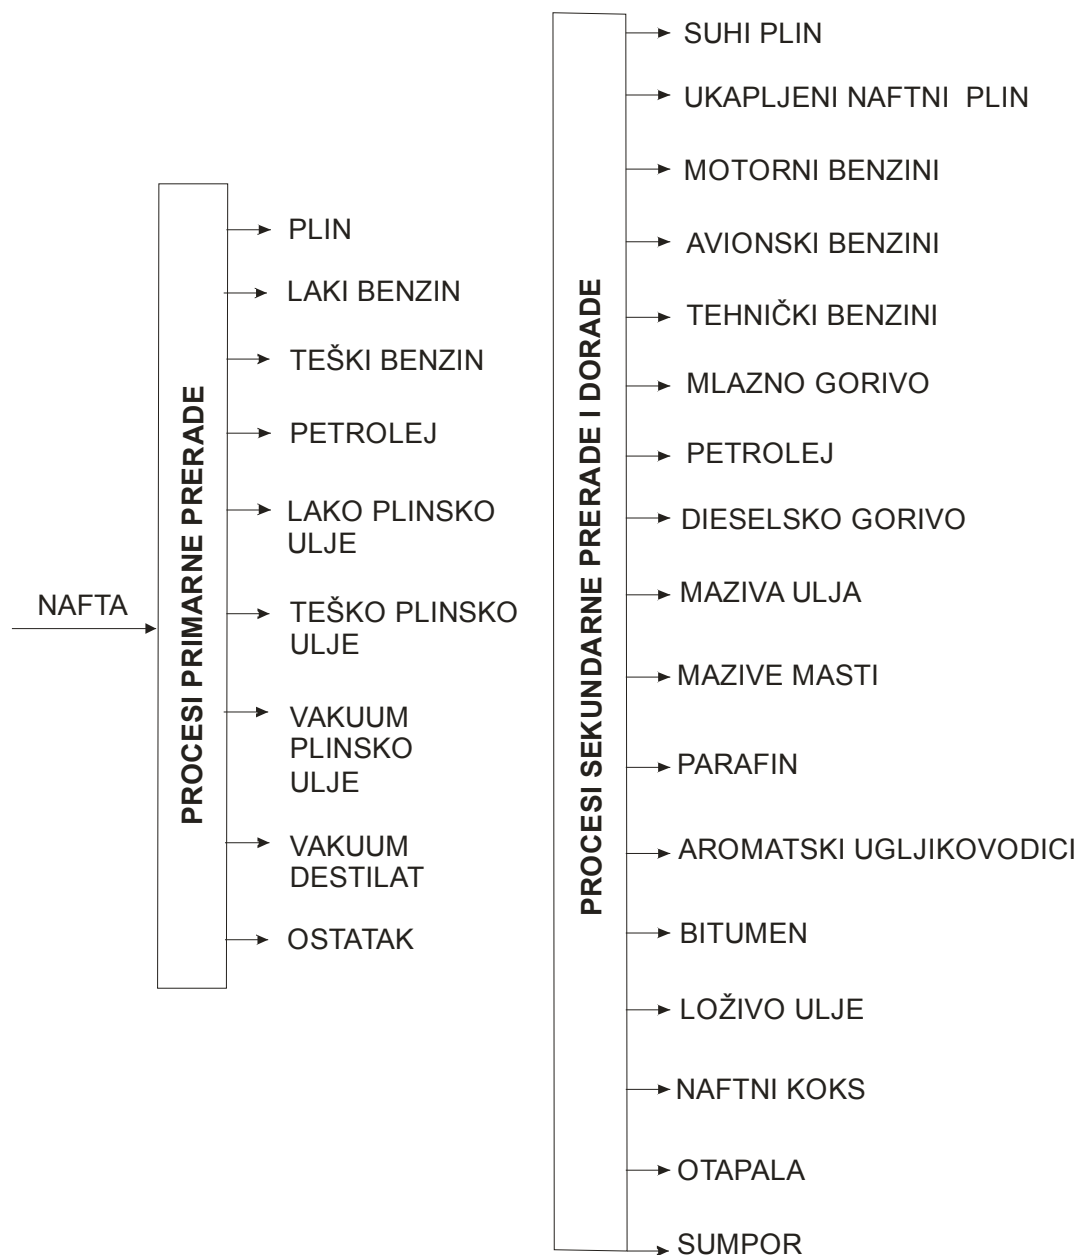 NAFTA
PROCESI PRIMARNE PRERADE
PLIN
LAKI BENZIN
TEŠKI BENZIN
PETROLEJ
LAKO PLINSKO
ULJE
TEŠKO PLINSKO
ULJE
VAKUUM
PLINSKO
ULJE
VAKUUM
DESTILAT
OSTATAK
PROCESI SEKUNDARNE PRERADE I DORADE
SUHI PLIN
UKAPLJENI NAFTNI PLIN
MOTORNI BENZINI
AVIONSKI BENZINI
TEHNIČKI BENZINI
MLAZNO GORIVO
PETROLEJ
DIESELSKO GORIVO
MAZIVA ULJA
MAZIVE MASTI
PARAFIN
AROMATSKI UGLJIKOVODICI
BITUMEN
LOŽIVO ULJE
NAFTNI KOKS
OTAPALA
SUMPOR